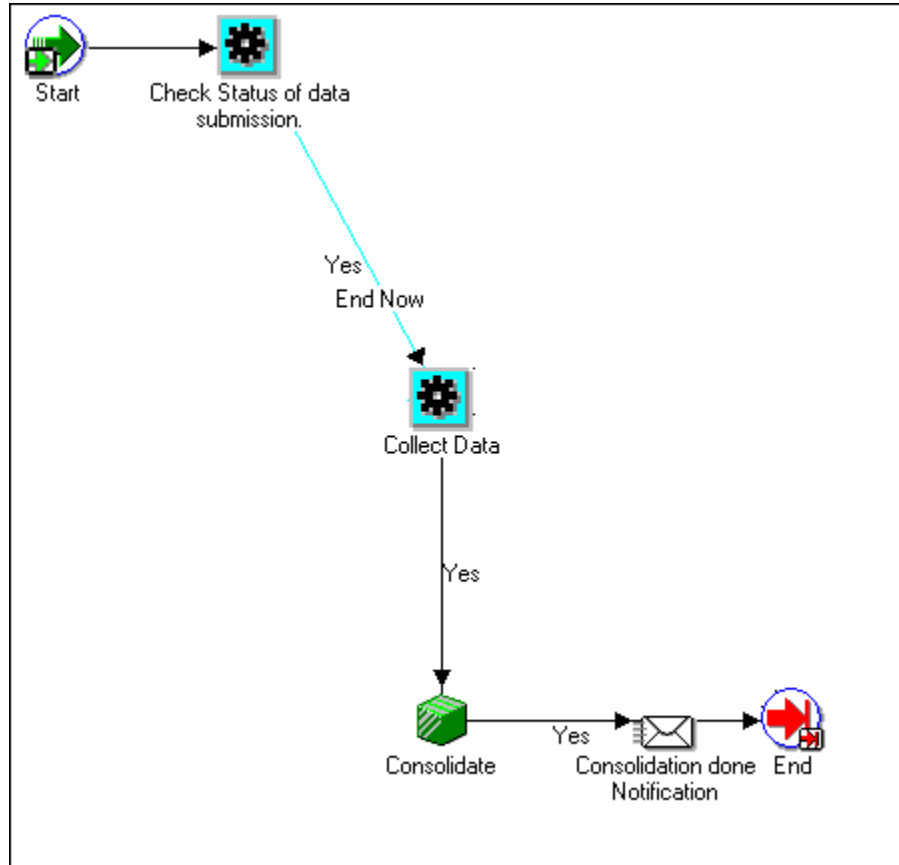 Start
Check Status of data
submission.
Yes
End Now
Collect Data
Yes
Consolidate
Yes
Consolidation done
Notification
End